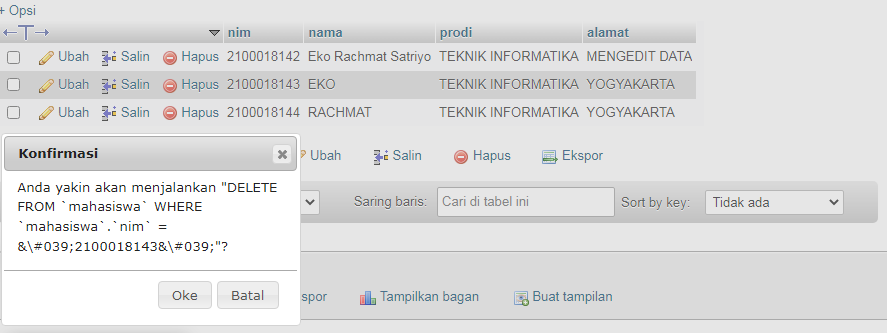 + Opsi
←T→ nim nama prodi alamat
Ubah Salin Hapus 2100018142 Eko Rachmat Satriyo TEKNIK INFORMATIKA MENGEDIT DATA
Ubah Salin Hapus 2100018143 EKO TEKNIK INFORMATIKA YOGYAKARTA
Ubah Salin Hapus 2100018144 RACHMAT TEKNIK INFORMATIKA YOGYAKARTA
Konfirmasi
Anda yakin akan menjalankan "DELETE
FROM `mahasiswa` WHERE
`mahasiswa`.`nim` =
&\#039;2100018143&\#039;"?
Oke Batal
Ubah Salin Hapus Ekspor
Saring baris: Cari di tabel ini Sort by key: Tidak ada
spor Tampilkan bagan Buat tampilan